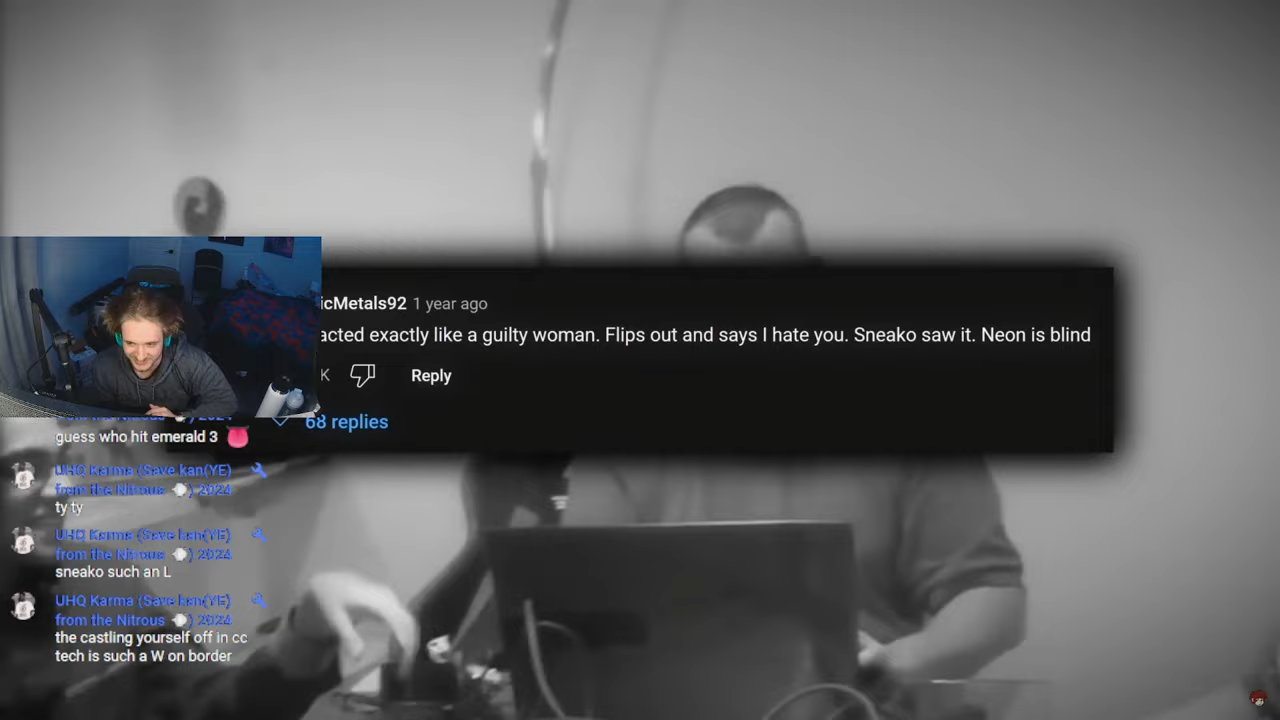 icMetals92 1 year ago
acted exactly like a guilty woman. Flips out and says I hate you. Sneako saw it. Neon is blind
K Reply
68 replies
guess who hit emerald 3
UHQ Karma (Save kan(YE)
from the Nitrous ) 2024
ty ty
UHQ Karma (Save kan(YE)
from the Nitrous ) 2024
sneako such an L
UHQ Karma (Save kan(YE)
from the Nitrous ) 2024
the castling yourself off in cc
tech is such a W on border